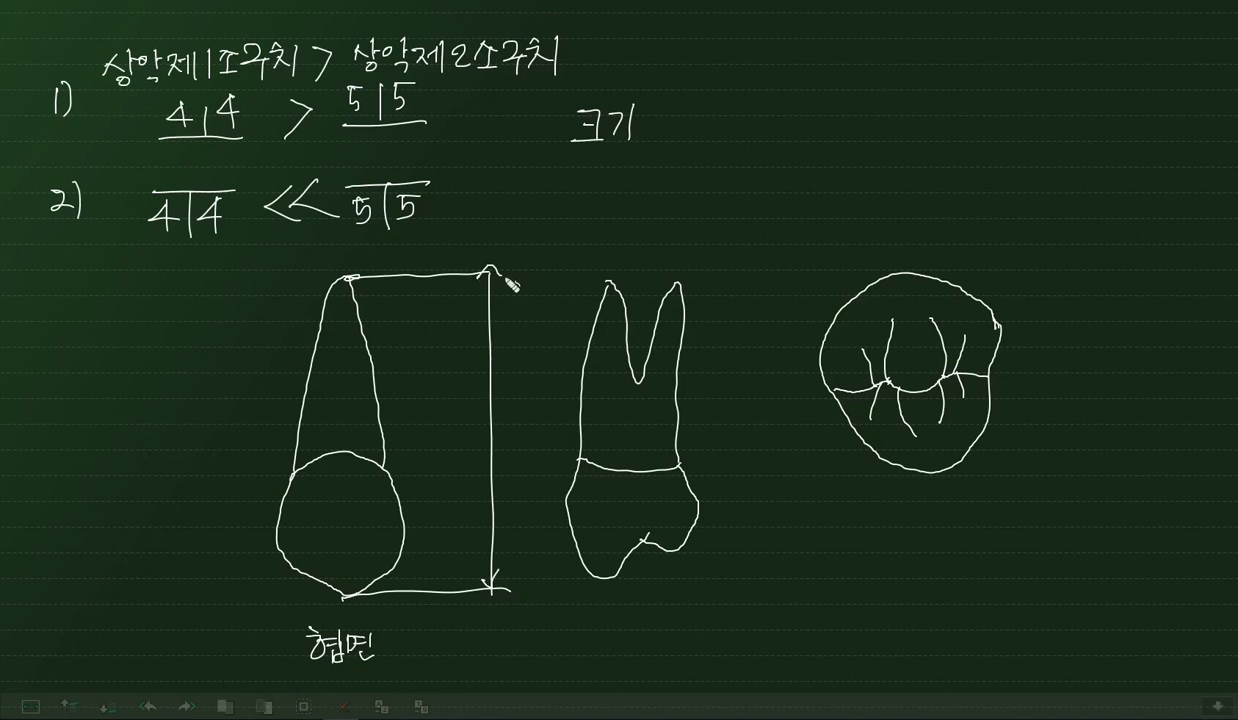 상악제1소구치 > 상악제2소구치
1) 4|4 > 5|5 크기
2) 4|4 << 5|5
협면